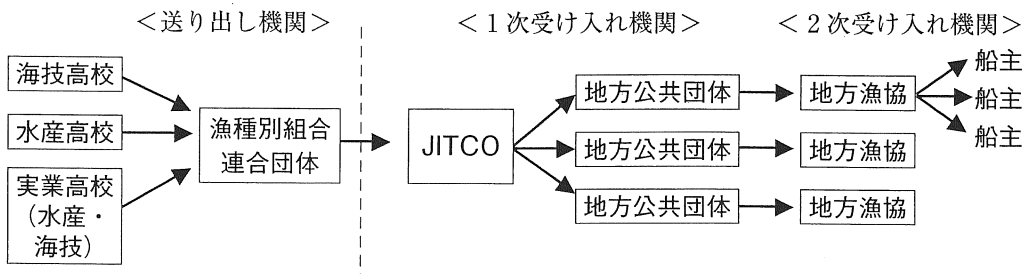 ＜送り出し機関＞
＜１次受け入れ機関＞
＜２次受け入れ機関＞
海技高校
水産高校
実業高校
（水産・
海技）
漁種別組合
連合団体
JITCO
地方公共団体
地方公共団体
地方公共団体
地方漁協
地方漁協
地方漁協
船主
船主
船主